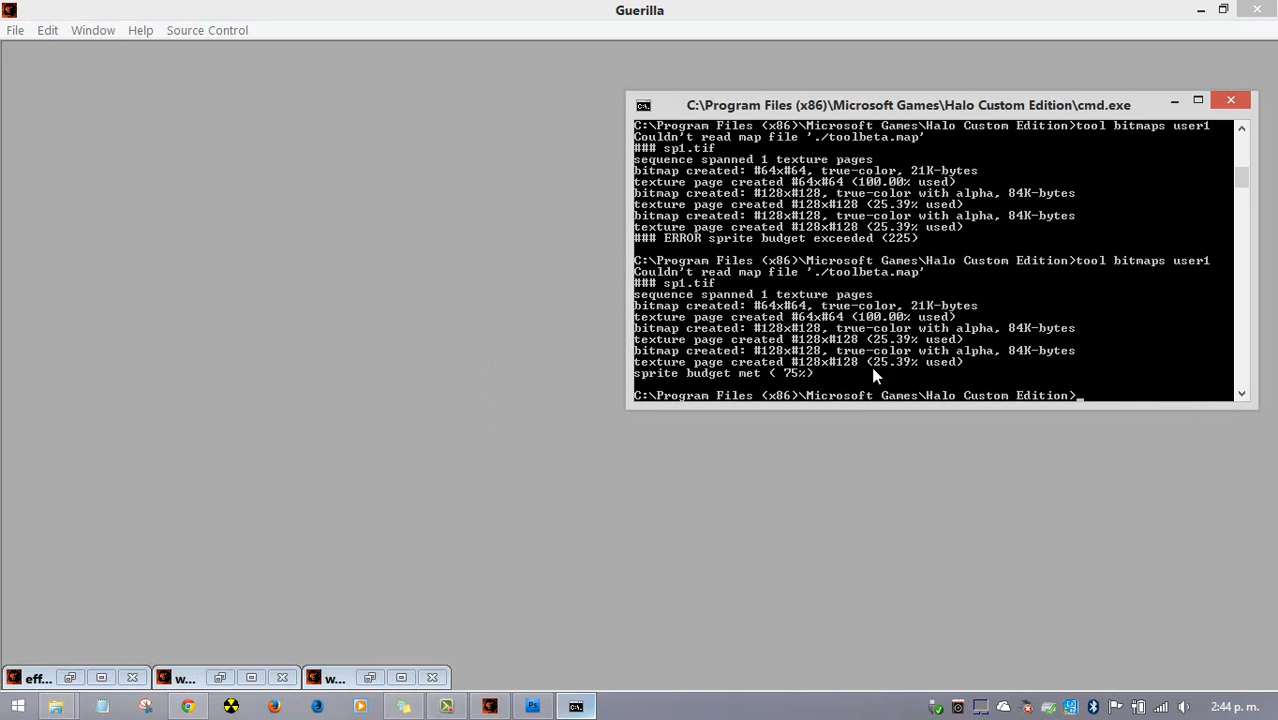 Guerilla
File Edit Window Help Source Control
C:\Program Files (x86)\Microsoft Games\Halo Custom Edition\cmd.exe
C:\Program Files (x86)\Microsoft Games\Halo Custom Edition>tool bitmaps user1
Couldn't read map file './toolbeta.map'
### sp1.tif
sequence spanned 1 texture pages
bitmap created: #64x#64, true-color, 21K-bytes
texture page created #64x#64 (100.00% used)
bitmap created: #128x#128, true-color with alpha, 84K-bytes
texture page created #128x#128 (25.39% used)
bitmap created: #128x#128, true-color with alpha, 84K-bytes
texture page created #128x#128 (25.39% used)
### ERROR sprite budget exceeded (225)
C:\Program Files (x86)\Microsoft Games\Halo Custom Edition>tool bitmaps user1
Couldn't read map file './toolbeta.map'
### sp1.tif
sequence spanned 1 texture pages
bitmap created: #64x#64, true-color, 21K-bytes
texture page created #64x#64 (100.00% used)
bitmap created: #128x#128, true-color with alpha, 84K-bytes
texture page created #128x#128 (25.39% used)
bitmap created: #128x#128, true-color with alpha, 84K-bytes
texture page created #128x#128 (25.39% used)
sprite budget met ( 75%)
C:\Program Files (x86)\Microsoft Games\Halo Custom Edition>_
eff... w... w...
Ps
2:44 p. m.